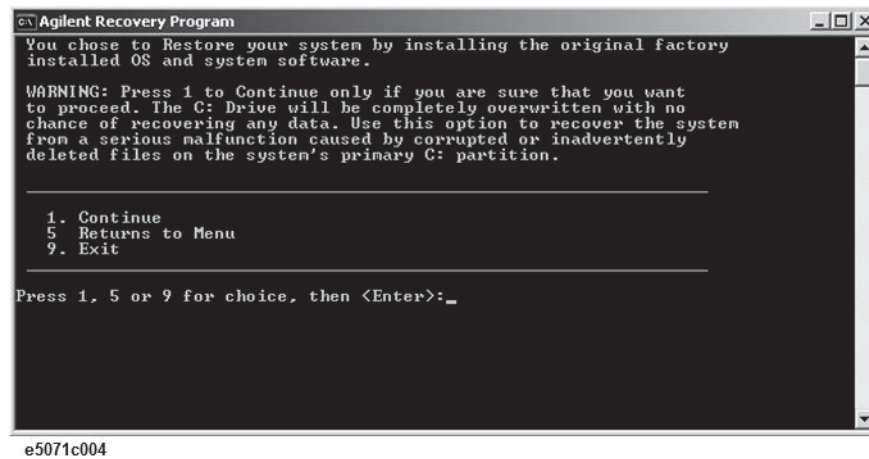 Agilent Recovery Program
You chose to Restore your system by installing the original factory
installed OS and system software.
WARNING: Press 1 to Continue only if you are sure that you want
to proceed. The C: Drive will be completely overwritten with no
chance of recovering any data. Use this option to recover the system
from a serious malfunction caused by corrupted or inadvertently
deleted files on the system's primary C: partition.
1. Continue
5 Returns to Menu
9. Exit
Press 1, 5 or 9 for choice, then <Enter>:_
e5071c004